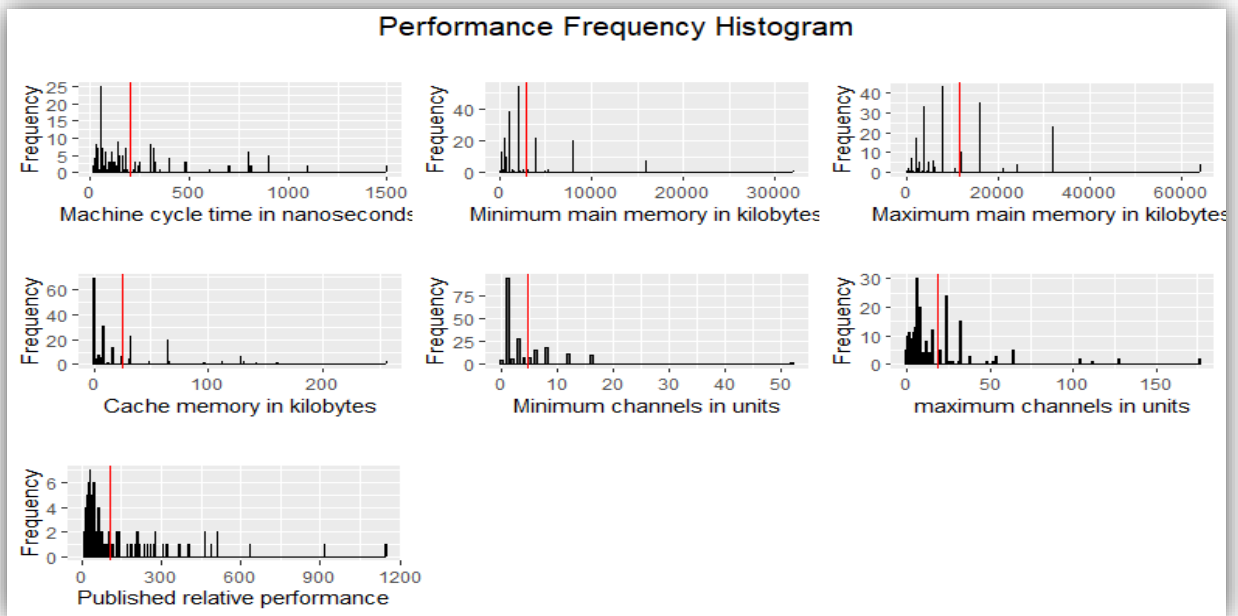 Performance Frequency Histogram
Frequency
25
20
15
10
5
0
0 500 1000 1500
Machine cycle time in nanoseconds
Frequency
40
20
0
0 10000 20000 30000
Minimum main memory in kilobytes
Frequency
40
30
20
10
0
0 20000 40000 60000
Maximum main memory in kilobytes
Frequency
60
40
20
0
0 100 200
Cache memory in kilobytes
Frequency
75
50
25
0
0 10 20 30 40 50
Minimum channels in units
Frequency
30
20
10
0
0 50 100 150
maximum channels in units
Frequency
6
4
2
0
0 300 600 900 1200
Published relative performance